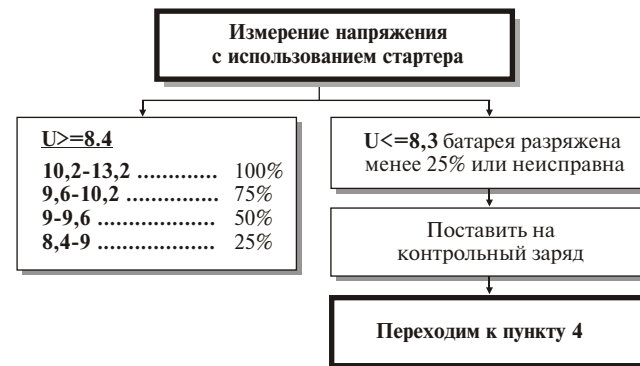 Измерение напряжения
с использованием стартера
U>=8.4
10,2-13,2 ............. 100%
9,6-10,2 ................ 75%
9-9,6 ..................... 50%
8,4-9 ..................... 25%
U<=8,3 батарея разряжена
менее 25% или неисправна
Поставить на
контрольный заряд
Переходим к пункту 4